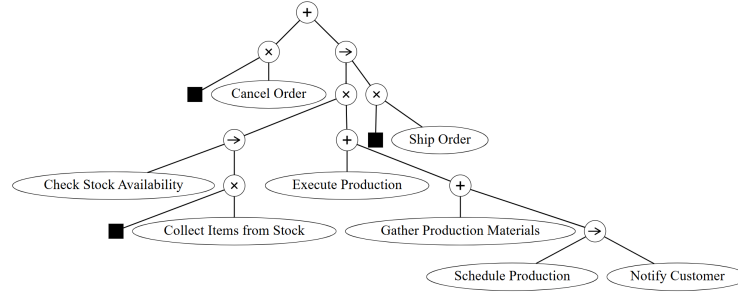 +
× →
Cancel Order × ×
→ + Ship Order
Check Stock Availability × Execute Production +
Collect Items from Stock Gather Production Materials →
Schedule Production Notify Customer